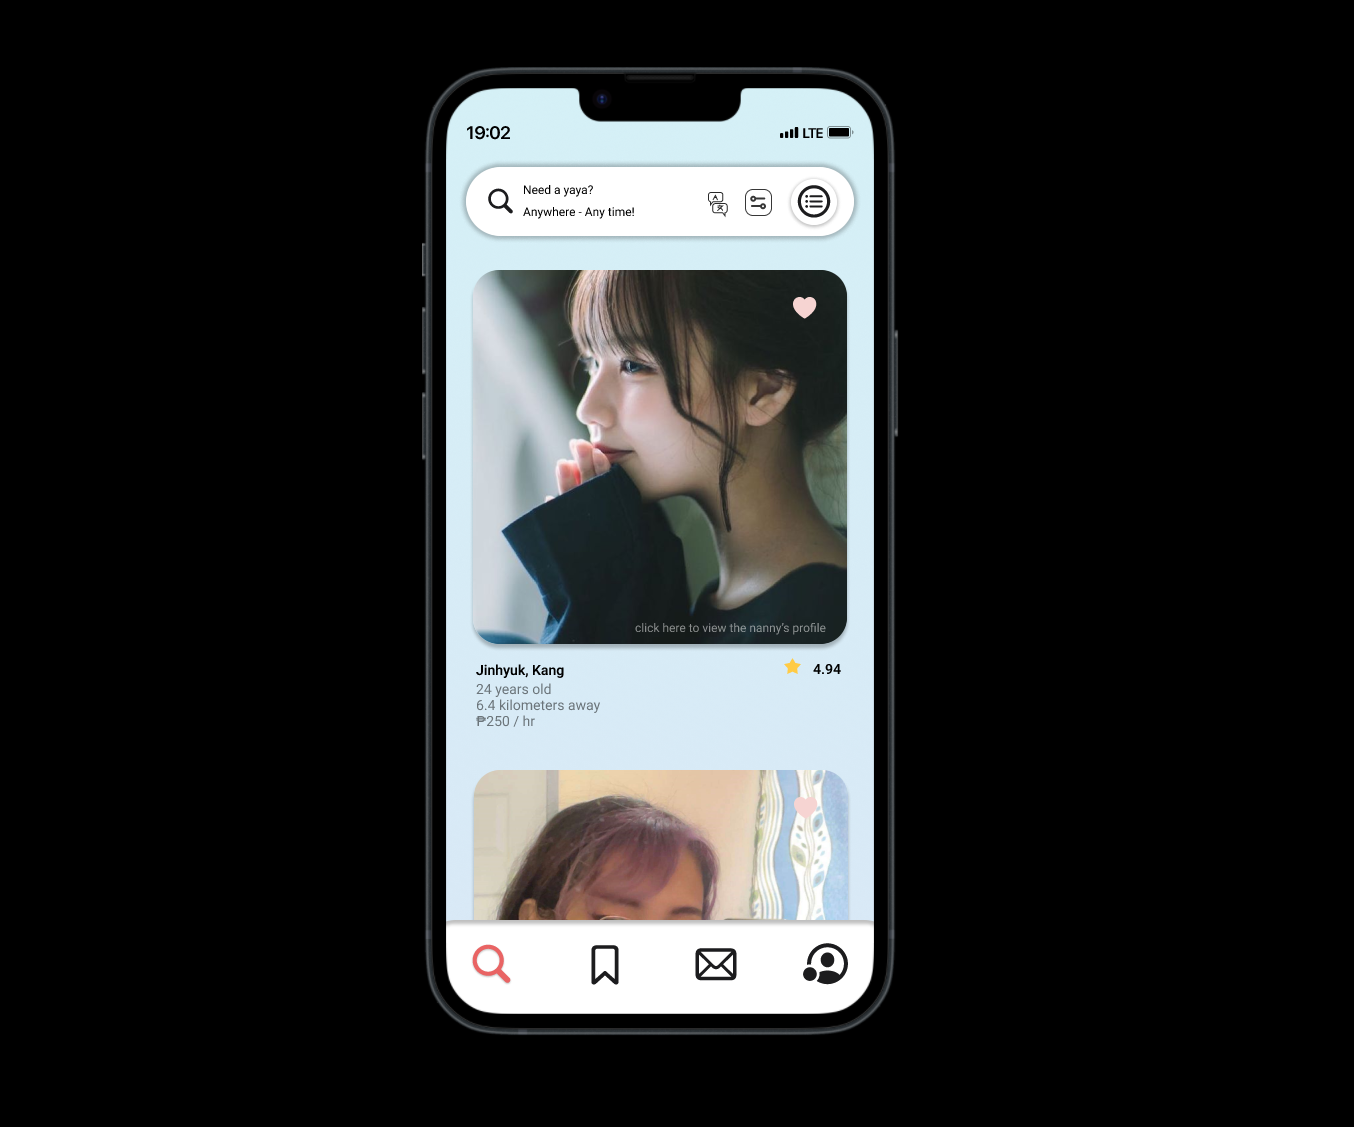 19:02
LTE
Need a yaya?
Anywhere - Any time!
click here to view the nanny's profile
Jinhyuk, Kang
4.94
24 years old
6.4 kilometers away
₱250 / hr